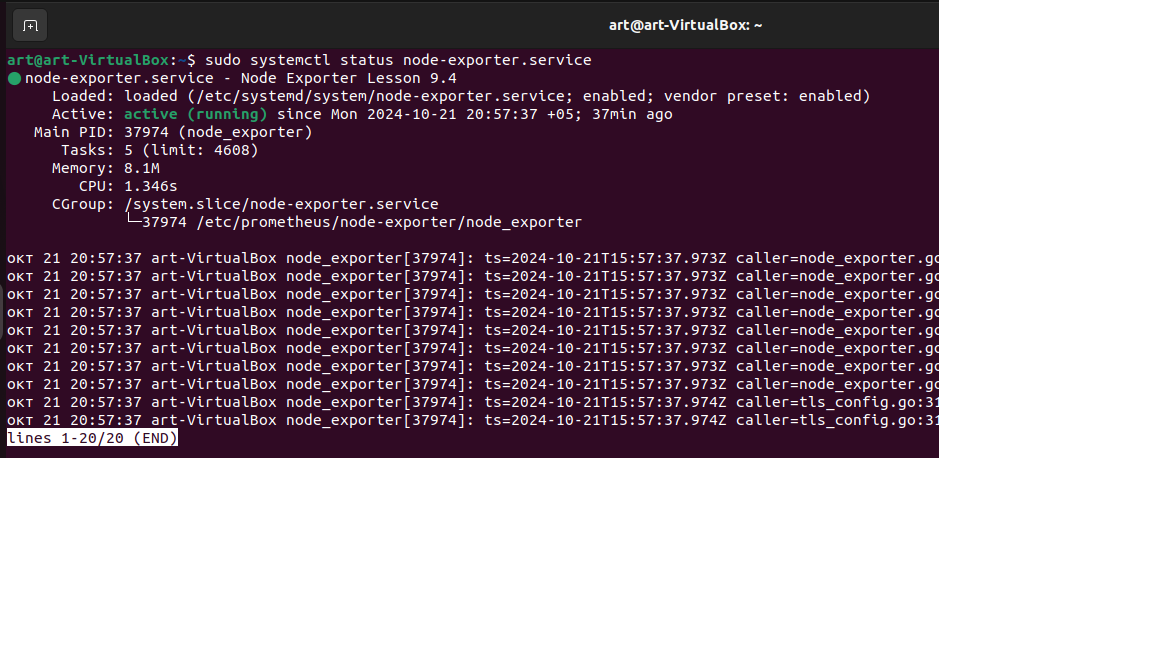 art@art-VirtualBox: ~
art@art-VirtualBox:~$ sudo systemctl status node-exporter.service
● node-exporter.service - Node Exporter Lesson 9.4
     Loaded: loaded (/etc/systemd/system/node-exporter.service; enabled; vendor preset: enabled)
     Active: active (running) since Mon 2024-10-21 20:57:37 +05; 37min ago
   Main PID: 37974 (node_exporter)
      Tasks: 5 (limit: 4608)
     Memory: 8.1M
        CPU: 1.346s
     CGroup: /system.slice/node-exporter.service
             └─37974 /etc/prometheus/node-exporter/node_exporter
окт 21 20:57:37 art-VirtualBox node_exporter[37974]: ts=2024-10-21T15:57:37.973Z caller=node_exporter.go
окт 21 20:57:37 art-VirtualBox node_exporter[37974]: ts=2024-10-21T15:57:37.973Z caller=node_exporter.go
окт 21 20:57:37 art-VirtualBox node_exporter[37974]: ts=2024-10-21T15:57:37.973Z caller=node_exporter.go
окт 21 20:57:37 art-VirtualBox node_exporter[37974]: ts=2024-10-21T15:57:37.973Z caller=node_exporter.go
окт 21 20:57:37 art-VirtualBox node_exporter[37974]: ts=2024-10-21T15:57:37.973Z caller=node_exporter.go
окт 21 20:57:37 art-VirtualBox node_exporter[37974]: ts=2024-10-21T15:57:37.973Z caller=node_exporter.go
окт 21 20:57:37 art-VirtualBox node_exporter[37974]: ts=2024-10-21T15:57:37.973Z caller=node_exporter.go
окт 21 20:57:37 art-VirtualBox node_exporter[37974]: ts=2024-10-21T15:57:37.973Z caller=node_exporter.go
окт 21 20:57:37 art-VirtualBox node_exporter[37974]: ts=2024-10-21T15:57:37.974Z caller=tls_config.go:31
окт 21 20:57:37 art-VirtualBox node_exporter[37974]: ts=2024-10-21T15:57:37.974Z caller=tls_config.go:31
lines 1-20/20 (END)